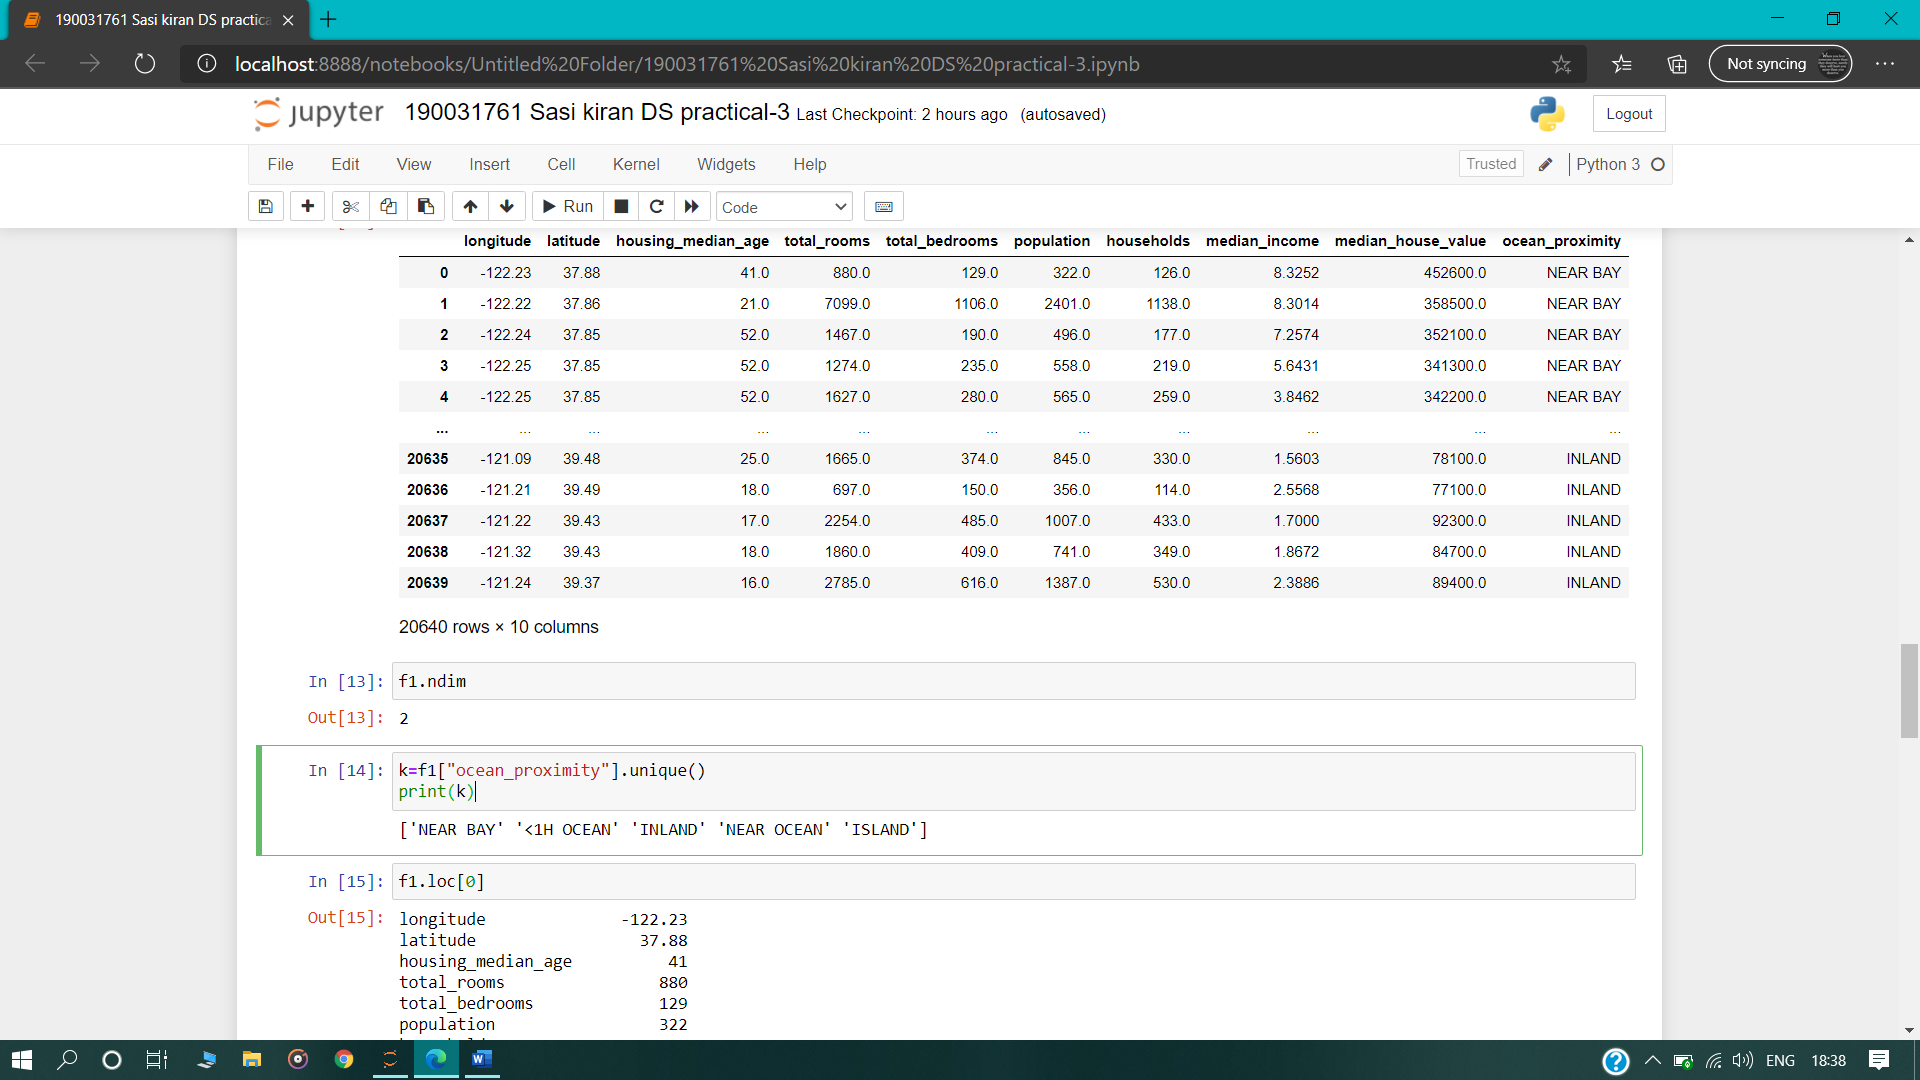 190031761 Sasi kiran DS practica
localhost:8888/notebooks/Untitled%20Folder/190031761%20Sasi%20kiran%20DS%20practical-3.ipynb
Not syncing
jupyter 190031761 Sasi kiran DS practical-3 Last Checkpoint: 2 hours ago (autosaved)
Logout
File Edit View Insert Cell Kernel Widgets Help
Trusted Python 3
Run Code
longitude latitude housing_median_age total_rooms total_bedrooms population households median_income median_house_value ocean_proximity
0 -122.23 37.88 41.0 880.0 129.0 322.0 126.0 8.3252 452600.0 NEAR BAY
1 -122.22 37.86 21.0 7099.0 1106.0 2401.0 1138.0 8.3014 358500.0 NEAR BAY
2 -122.24 37.85 52.0 1467.0 190.0 496.0 177.0 7.2574 352100.0 NEAR BAY
3 -122.25 37.85 52.0 1274.0 235.0 558.0 219.0 5.6431 341300.0 NEAR BAY
4 -122.25 37.85 52.0 1627.0 280.0 565.0 259.0 3.8462 342200.0 NEAR BAY
... ... ... ... ... ... ... ... ... ... ...
20635 -121.09 39.48 25.0 1665.0 374.0 845.0 330.0 1.5603 78100.0 INLAND
20636 -121.21 39.49 18.0 697.0 150.0 356.0 114.0 2.5568 77100.0 INLAND
20637 -121.22 39.43 17.0 2254.0 485.0 1007.0 433.0 1.7000 92300.0 INLAND
20638 -121.32 39.43 18.0 1860.0 409.0 741.0 349.0 1.8672 84700.0 INLAND
20639 -121.24 39.37 16.0 2785.0 616.0 1387.0 530.0 2.3886 89400.0 INLAND
20640 rows × 10 columns
In [13]: f1.ndim
Out[13]: 2
In [14]: k=f1["ocean_proximity"].unique()
print(k)
['NEAR BAY' '<1H OCEAN' 'INLAND' 'NEAR OCEAN' 'ISLAND']
In [15]: f1.loc[0]
Out[15]: longitude -122.23
latitude 37.88
housing_median_age 41
total_rooms 880
total_bedrooms 129
population 322
ENG 18:38